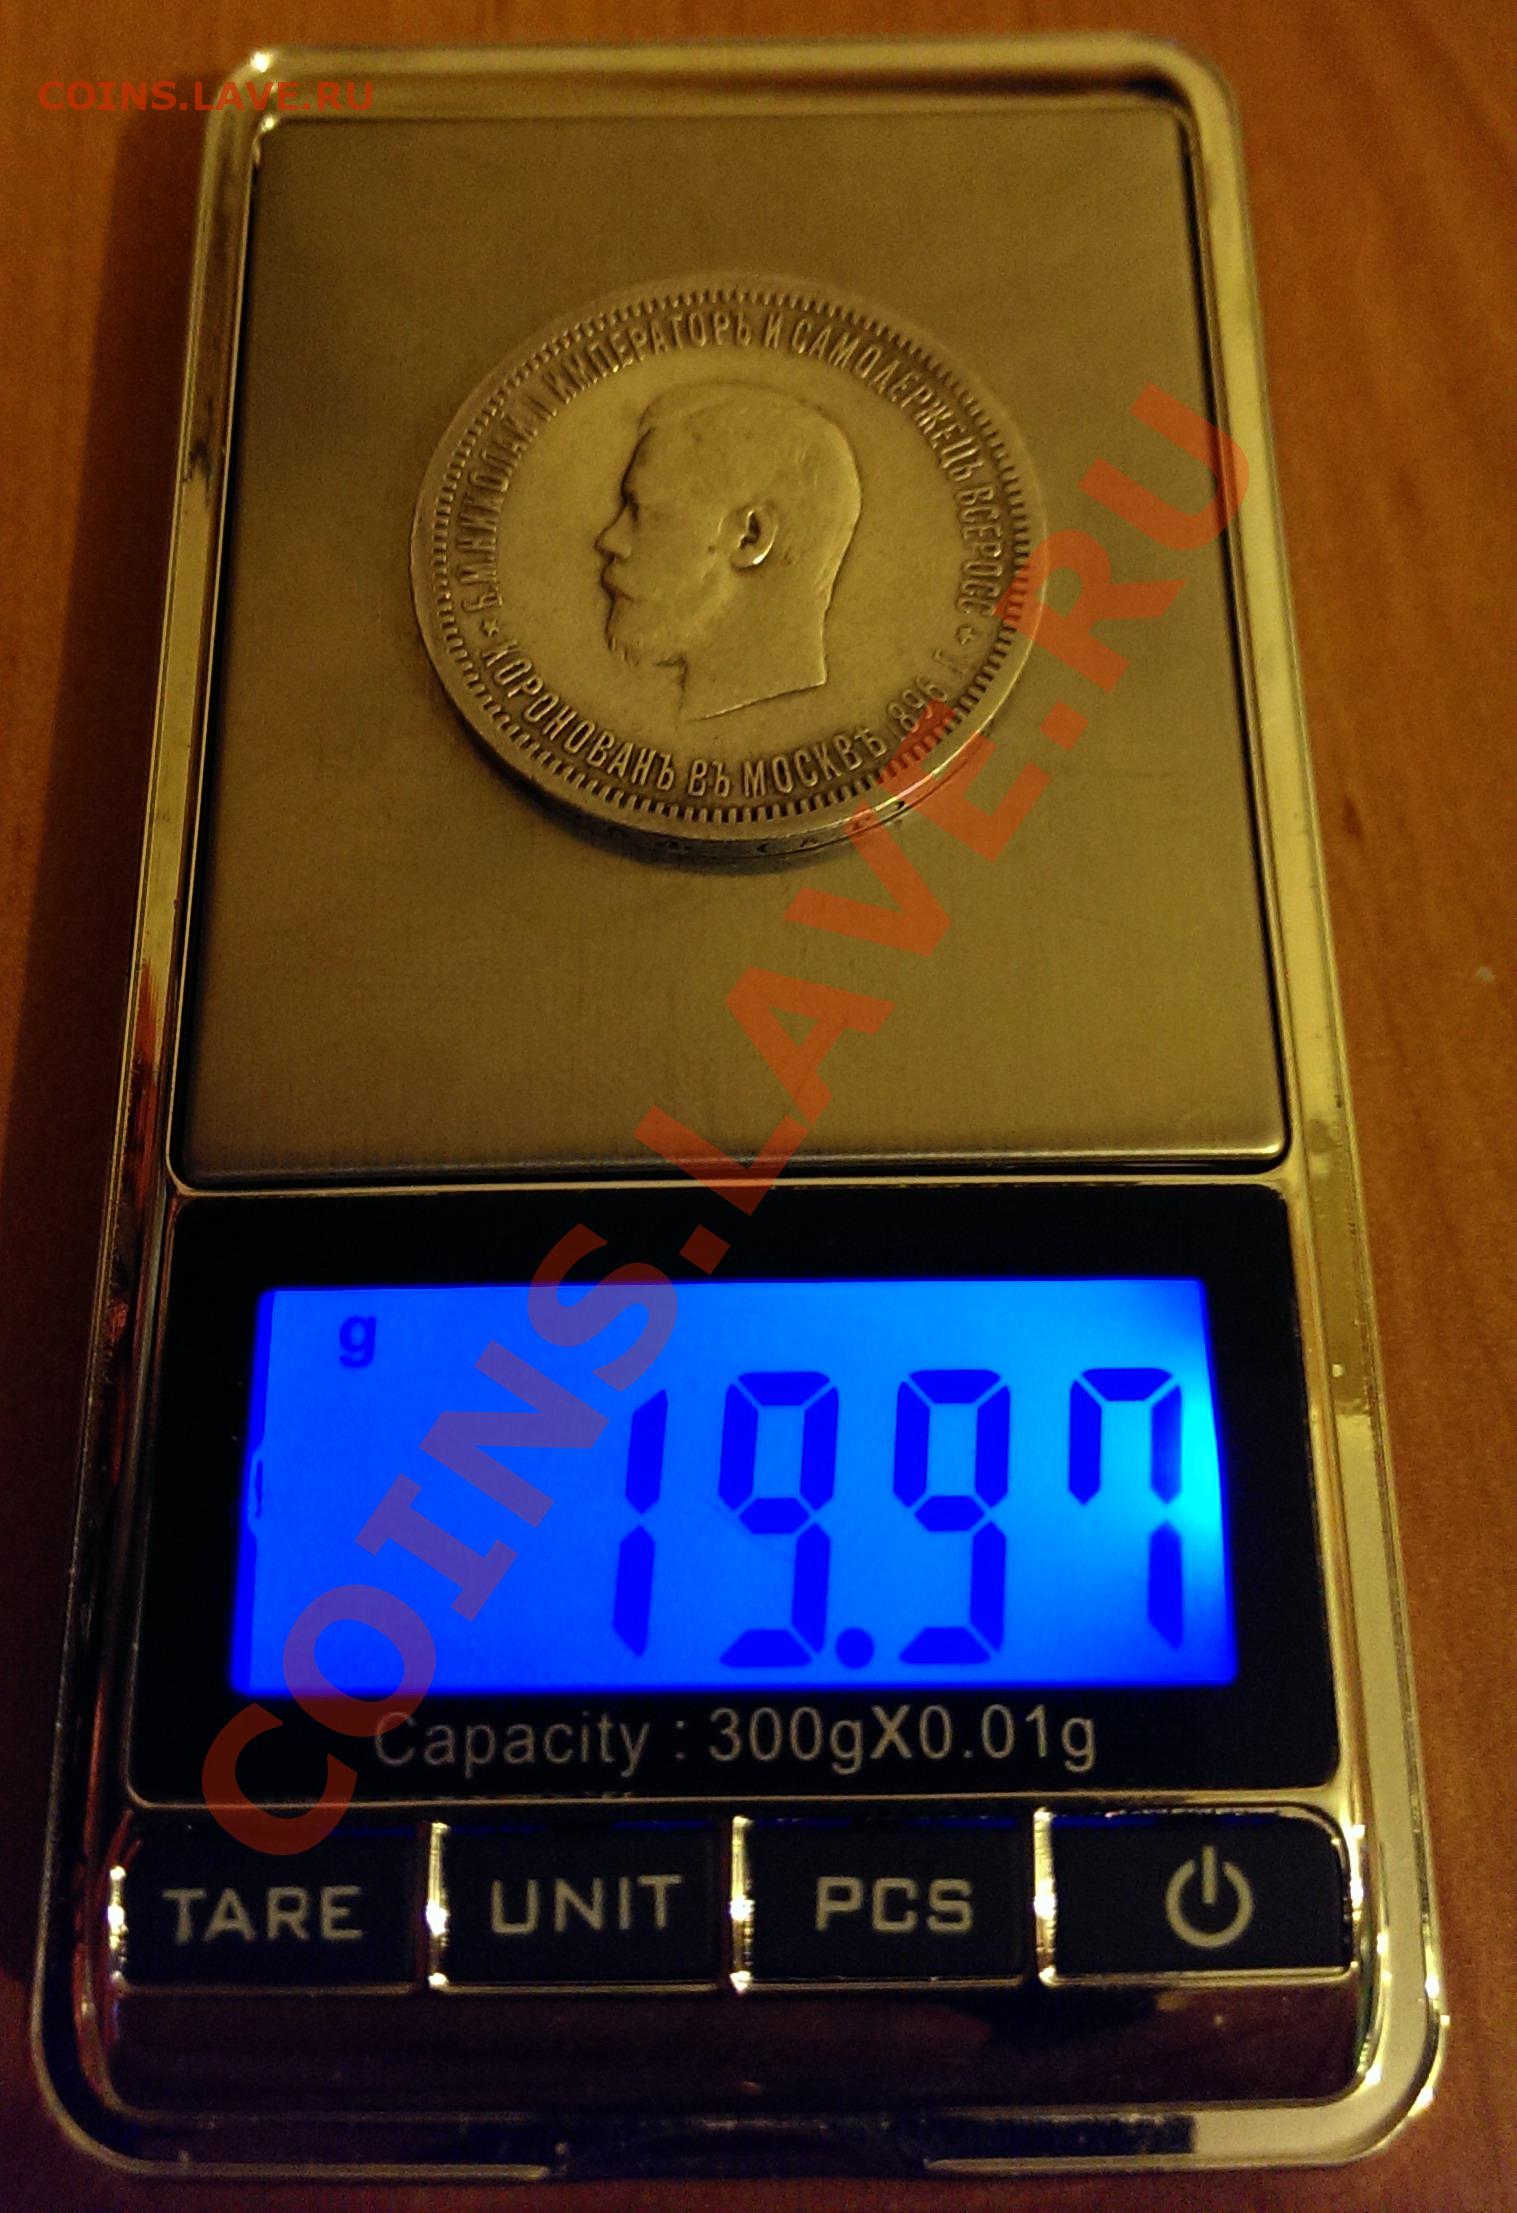 COINS.LAVE.RU
Б.М.НИКОЛАЙ II ИМПЕРАТОРЪ И САМОДЕРЖЕЦЪ ВСЕРОСС
* КОРОНОВАНЪ ВЪ МОСКВѢ 1896 Г. *
COINS.LAVE.RU
g
19.97
Capacity : 300gX0.01g
TARE UNIT PCS